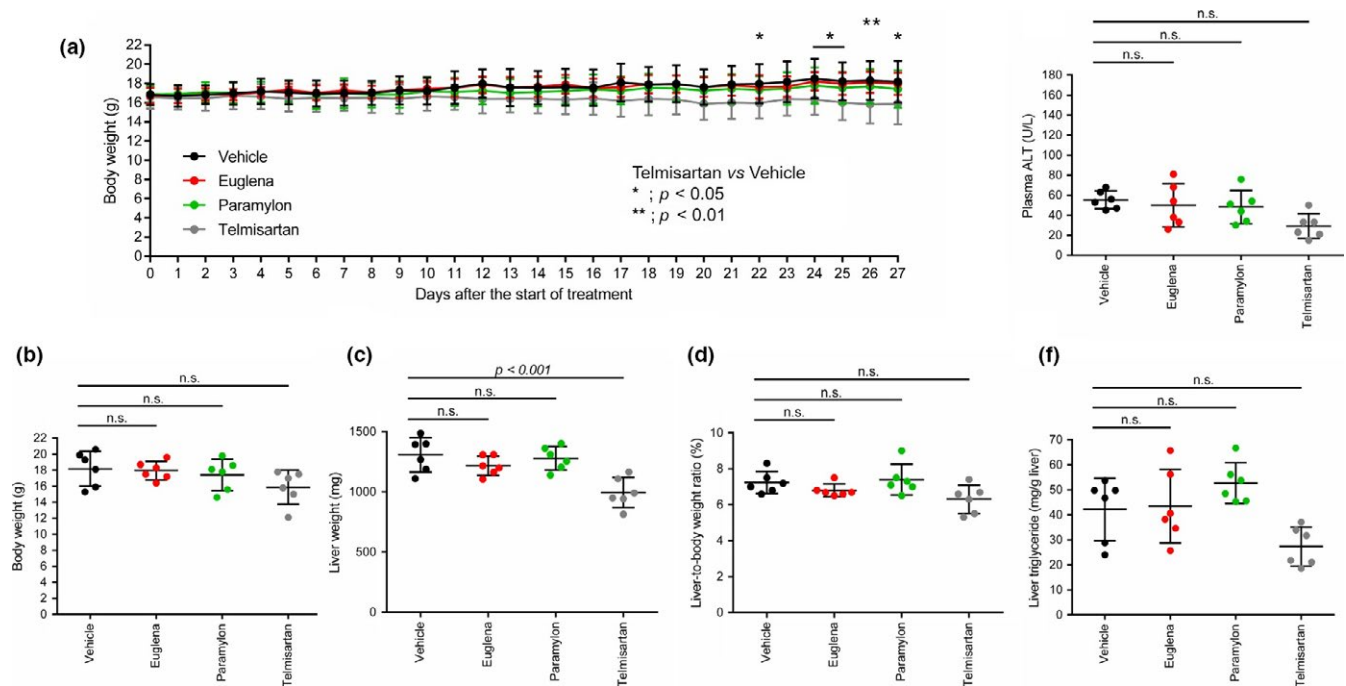 (a)
Body weight (g)
22
20
18
16
14
12
10
8
6
4
2
0
* * ** *
Vehicle
Euglena
Paramylon
Telmisartan
Telmisartan vs Vehicle
* ; p < 0.05
** ; p < 0.01
0 1 2 3 4 5 6 7 8 9 10 11 12 13 14 15 16 17 18 19 20 21 22 23 24 25 26 27
Days after the start of treatment
n.s.
n.s.
n.s.
Plasma ALT (U/L)
180
160
140
120
100
80
60
40
20
0
Vehicle
Euglena
Paramylon
Telmisartan
(b)
n.s.
n.s.
n.s.
Body weight (g)
22
20
18
16
14
12
10
8
6
4
2
0
Vehicle
Euglena
Paramylon
Telmisartan
(c)
p < 0.001
n.s.
n.s.
Liver weight (mg)
1500
1000
500
0
Vehicle
Euglena
Paramylon
Telmisartan
(d)
n.s.
n.s.
n.s.
Liver-to-body weight ratio (%)
10
8
6
4
2
0
Vehicle
Euglena
Paramylon
Telmisartan
(f)
n.s.
n.s.
n.s.
Liver triglyceride (mg/g liver)
70
60
50
40
30
20
10
0
Vehicle
Euglena
Paramylon
Telmisartan